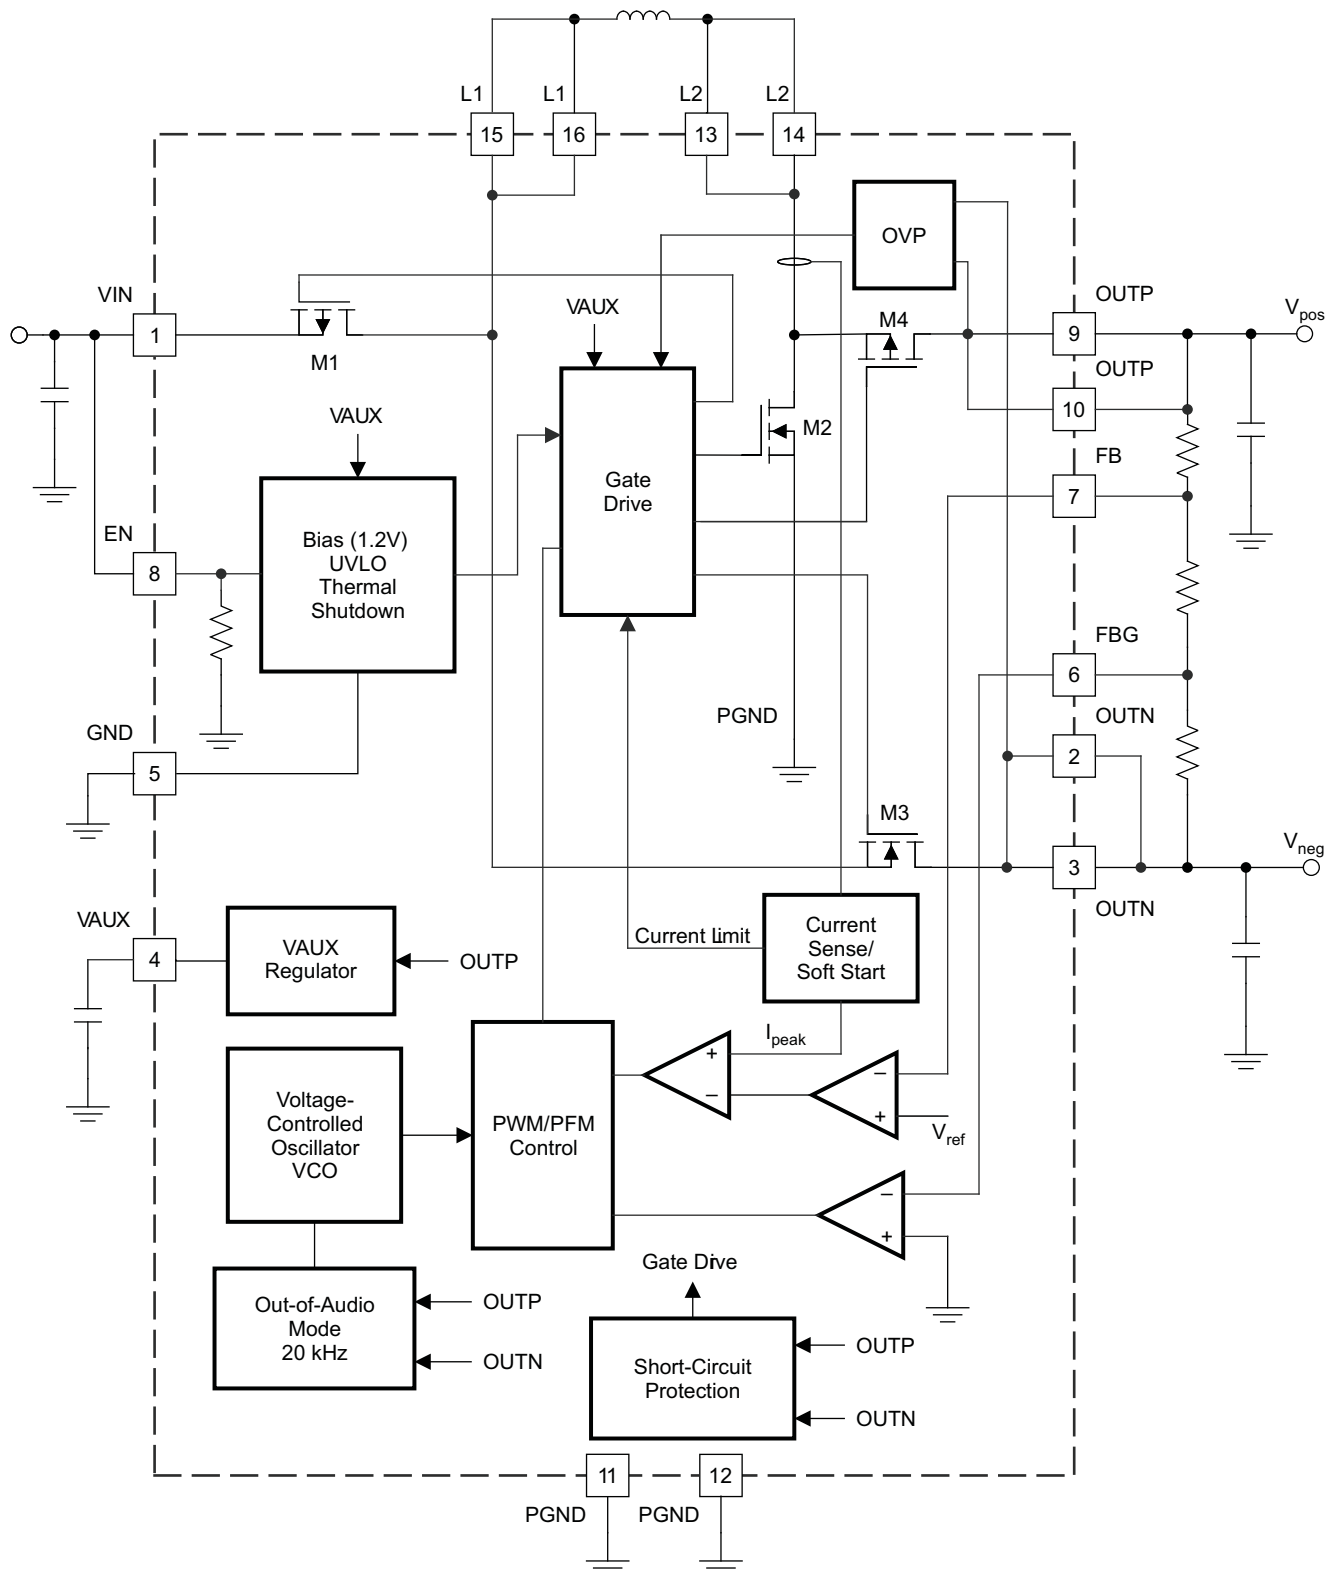 L1
L1
L2
L2
15
16
13
14
OVP
VIN
VAUX
OUTP
Vpos
1
M1
M4
9
OUTP
VAUX
10
M2
FB
Gate
Drive
7
EN
Bias (1.2V)
UVLO
Thermal
Shutdown
8
FBG
6
PGND
OUTN
GND
2
5
M3
Vneg
3
VAUX
OUTN
VAUX
Regulator
OUTP
Current Limit
Current
Sense/
Soft Start
4
Ipeak
+
–
–
+
Vref
Voltage-
Controlled
Oscillator
VCO
PWM/PFM
Control
–
+
Gate Dive
Out-of-Audio
Mode
20 kHz
OUTP
OUTN
Short-Circuit
Protection
OUTP
OUTN
11
12
PGND
PGND